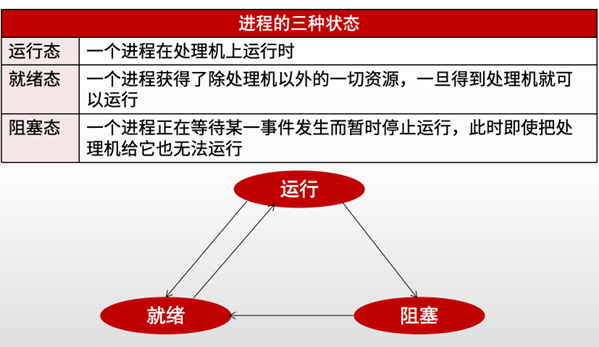 进程的三种状态
运行态 一个进程在处理机上运行时
就绪态 一个进程获得了除处理机以外的一切资源，一旦得到处理机就可
以运行
阻塞态 一个进程正在等待某一事件发生而暂时停止运行，此时即使把处
理机给它也无法运行
运行
就绪 阻塞